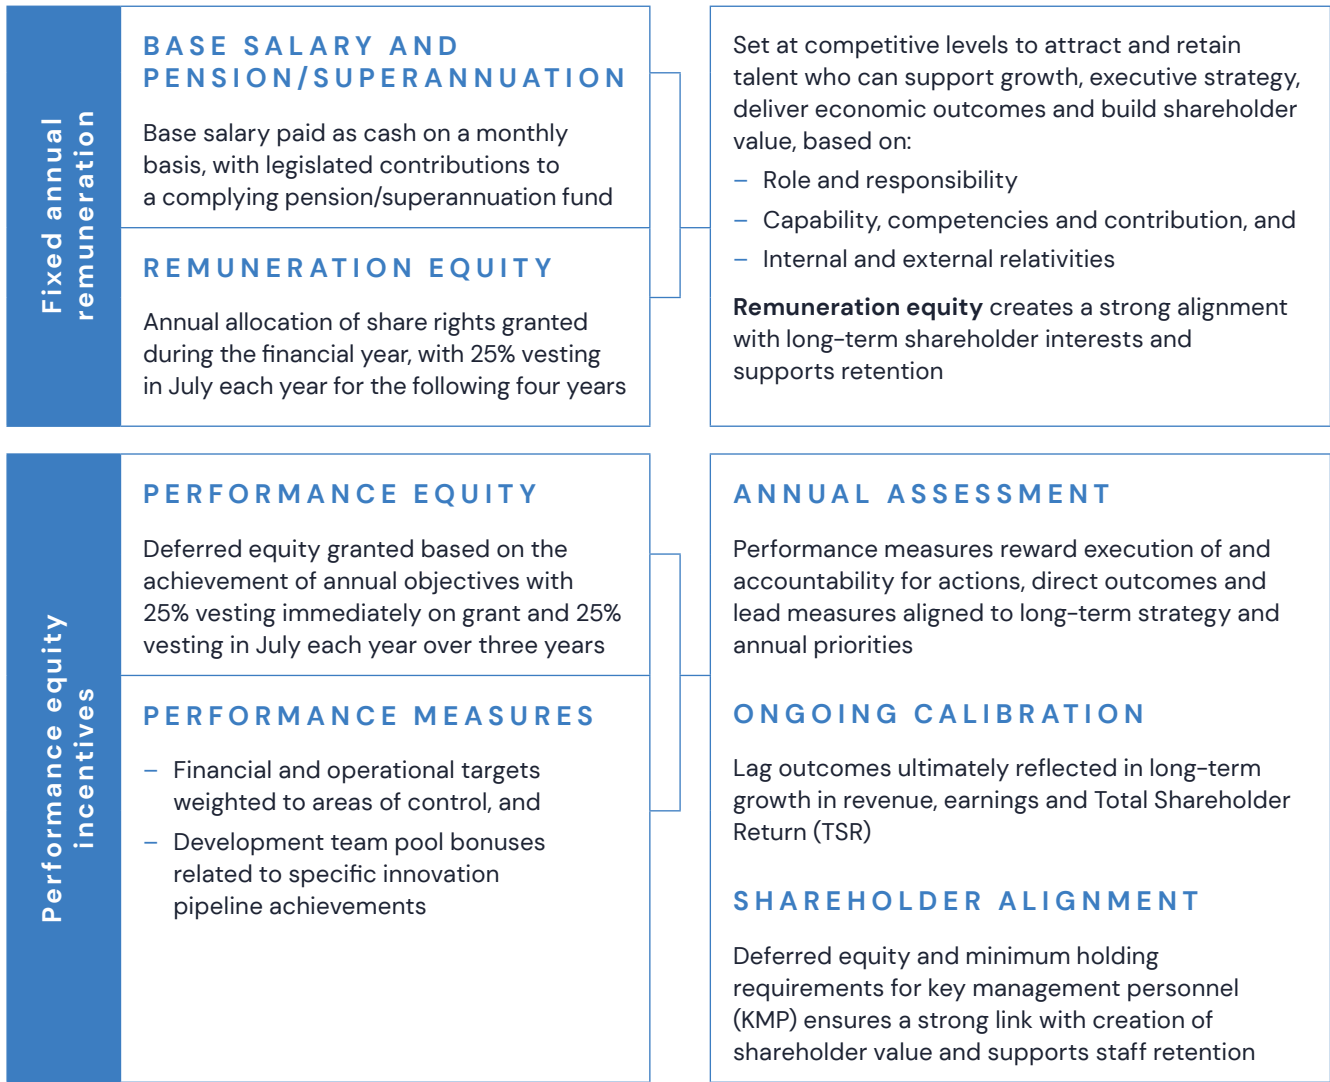 Fixed annual
remuneration
BASE SALARY AND
PENSION/SUPERANNUATION
Base salary paid as cash on a monthly
basis, with legislated contributions to
a complying pension/superannuation fund
REMUNERATION EQUITY
Annual allocation of share rights granted
during the financial year, with 25% vesting
in July each year for the following four years
Set at competitive levels to attract and retain
talent who can support growth, executive strategy,
deliver economic outcomes and build shareholder
value, based on:
– Role and responsibility
– Capability, competencies and contribution, and
– Internal and external relativities
Remuneration equity creates a strong alignment
with long-term shareholder interests and
supports retention
Performance equity
incentives
PERFORMANCE EQUITY
Deferred equity granted based on the
achievement of annual objectives with
25% vesting immediately on grant and 25%
vesting in July each year over three years
PERFORMANCE MEASURES
– Financial and operational targets
weighted to areas of control, and
– Development team pool bonuses
related to specific innovation
pipeline achievements
ANNUAL ASSESSMENT
Performance measures reward execution of and
accountability for actions, direct outcomes and
lead measures aligned to long-term strategy and
annual priorities
ONGOING CALIBRATION
Lag outcomes ultimately reflected in long-term
growth in revenue, earnings and Total Shareholder
Return (TSR)
SHAREHOLDER ALIGNMENT
Deferred equity and minimum holding
requirements for key management personnel
(KMP) ensures a strong link with creation of
shareholder value and supports staff retention